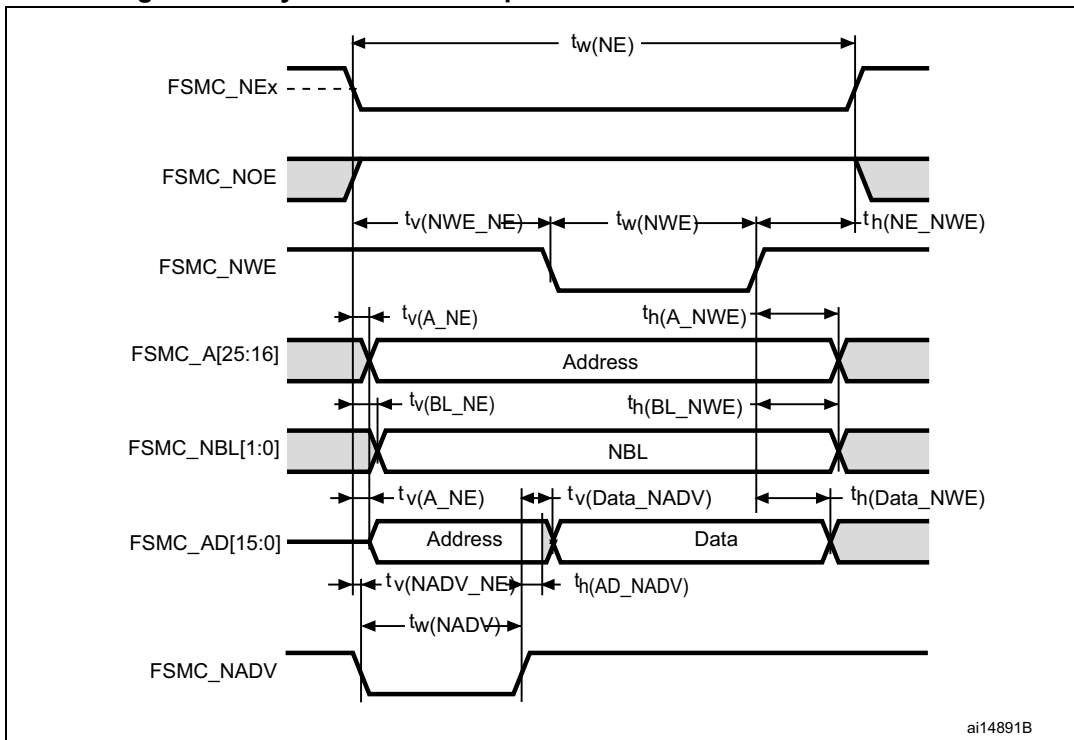 tw(NE)
FSMC_NEx
FSMC_NOE
tv(NWE_NE) tw(NWE) th(NE_NWE)
FSMC_NWE
tv(A_NE) th(A_NWE)
FSMC_A[25:16] Address
tv(BL_NE) th(BL_NWE)
FSMC_NBL[1:0] NBL
tv(A_NE) tv(Data_NADV) th(Data_NWE)
FSMC_AD[15:0] Address Data
tv(NADV_NE) th(AD_NADV)
tw(NADV)
FSMC_NADV
ai14891B